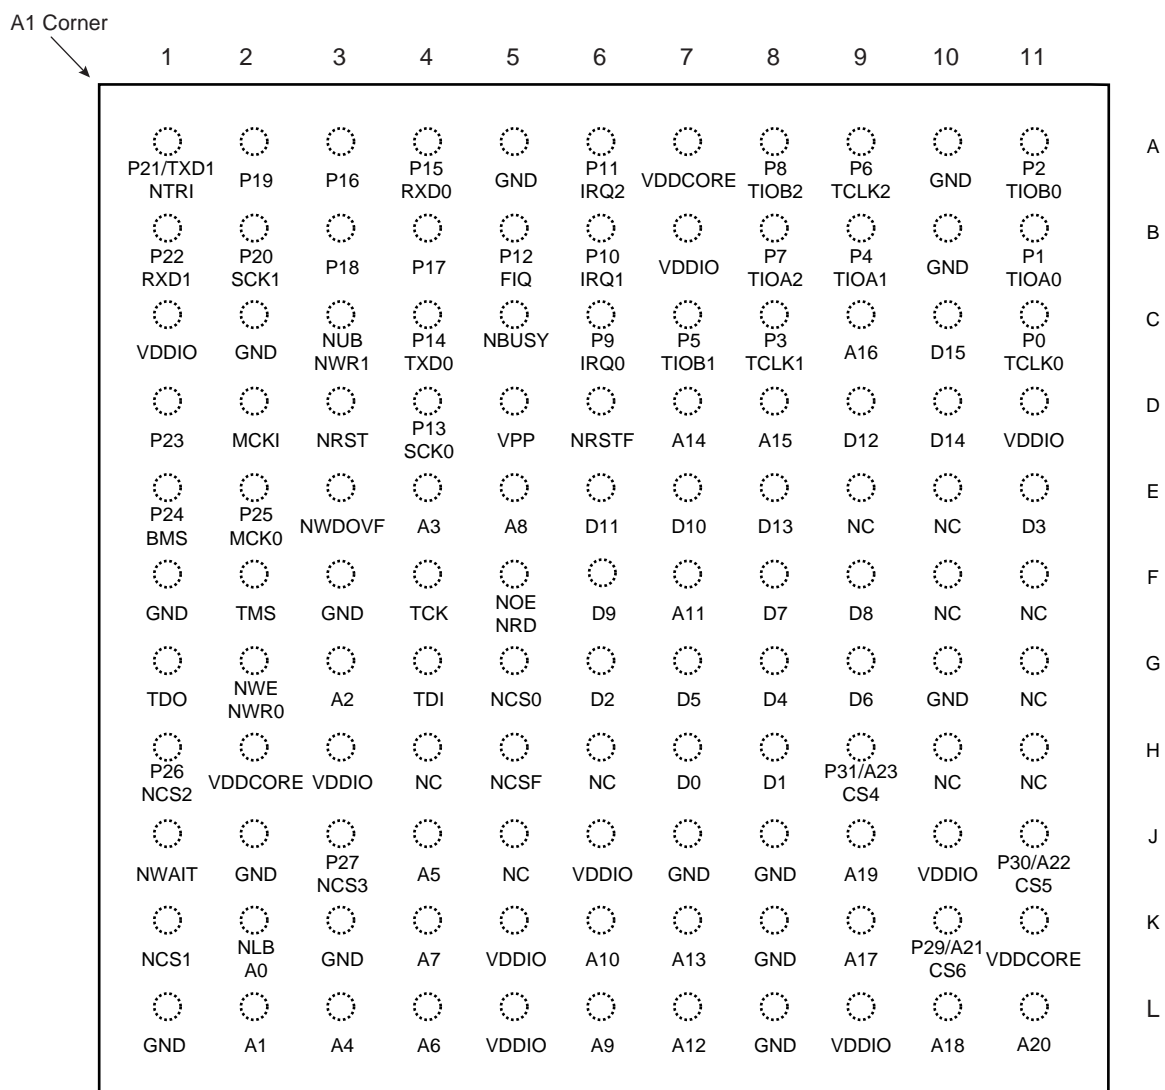 A1 Corner
1 2 3 4 5 6 7 8 9 10 11
A
P21/TXD1 NTRI P19 P16 P15 RXD0 GND P11 IRQ2 VDDCORE P8 TIOB2 P6 TCLK2 GND P2 TIOB0
B
P22 RXD1 P20 SCK1 P18 P17 P12 FIQ P10 IRQ1 VDDIO P7 TIOA2 P4 TIOA1 GND P1 TIOA0
C
VDDIO GND NUB NWR1 P14 TXD0 NBUSY P9 IRQ0 P5 TIOB1 P3 TCLK1 A16 D15 P0 TCLK0
D
P23 MCKI NRST P13 SCK0 VPP NRSTF A14 A15 D12 D14 VDDIO
E
P24 BMS P25 MCK0 NWDOVF A3 A8 D11 D10 D13 NC NC D3
F
GND TMS GND TCK NOE NRD D9 A11 D7 D8 NC NC
G
TDO NWE NWR0 A2 TDI NCS0 D2 D5 D4 D6 GND NC
H
P26 NCS2 VDDCORE VDDIO NC NCSF NC D0 D1 P31/A23 CS4 NC NC
J
NWAIT GND P27 NCS3 A5 NC VDDIO GND GND A19 VDDIO P30/A22 CS5
K
NCS1 NLB A0 GND A7 VDDIO A10 A13 GND A17 P29/A21 CS6 VDDCORE
L
GND A1 A4 A6 VDDIO A9 A12 GND VDDIO A18 A20